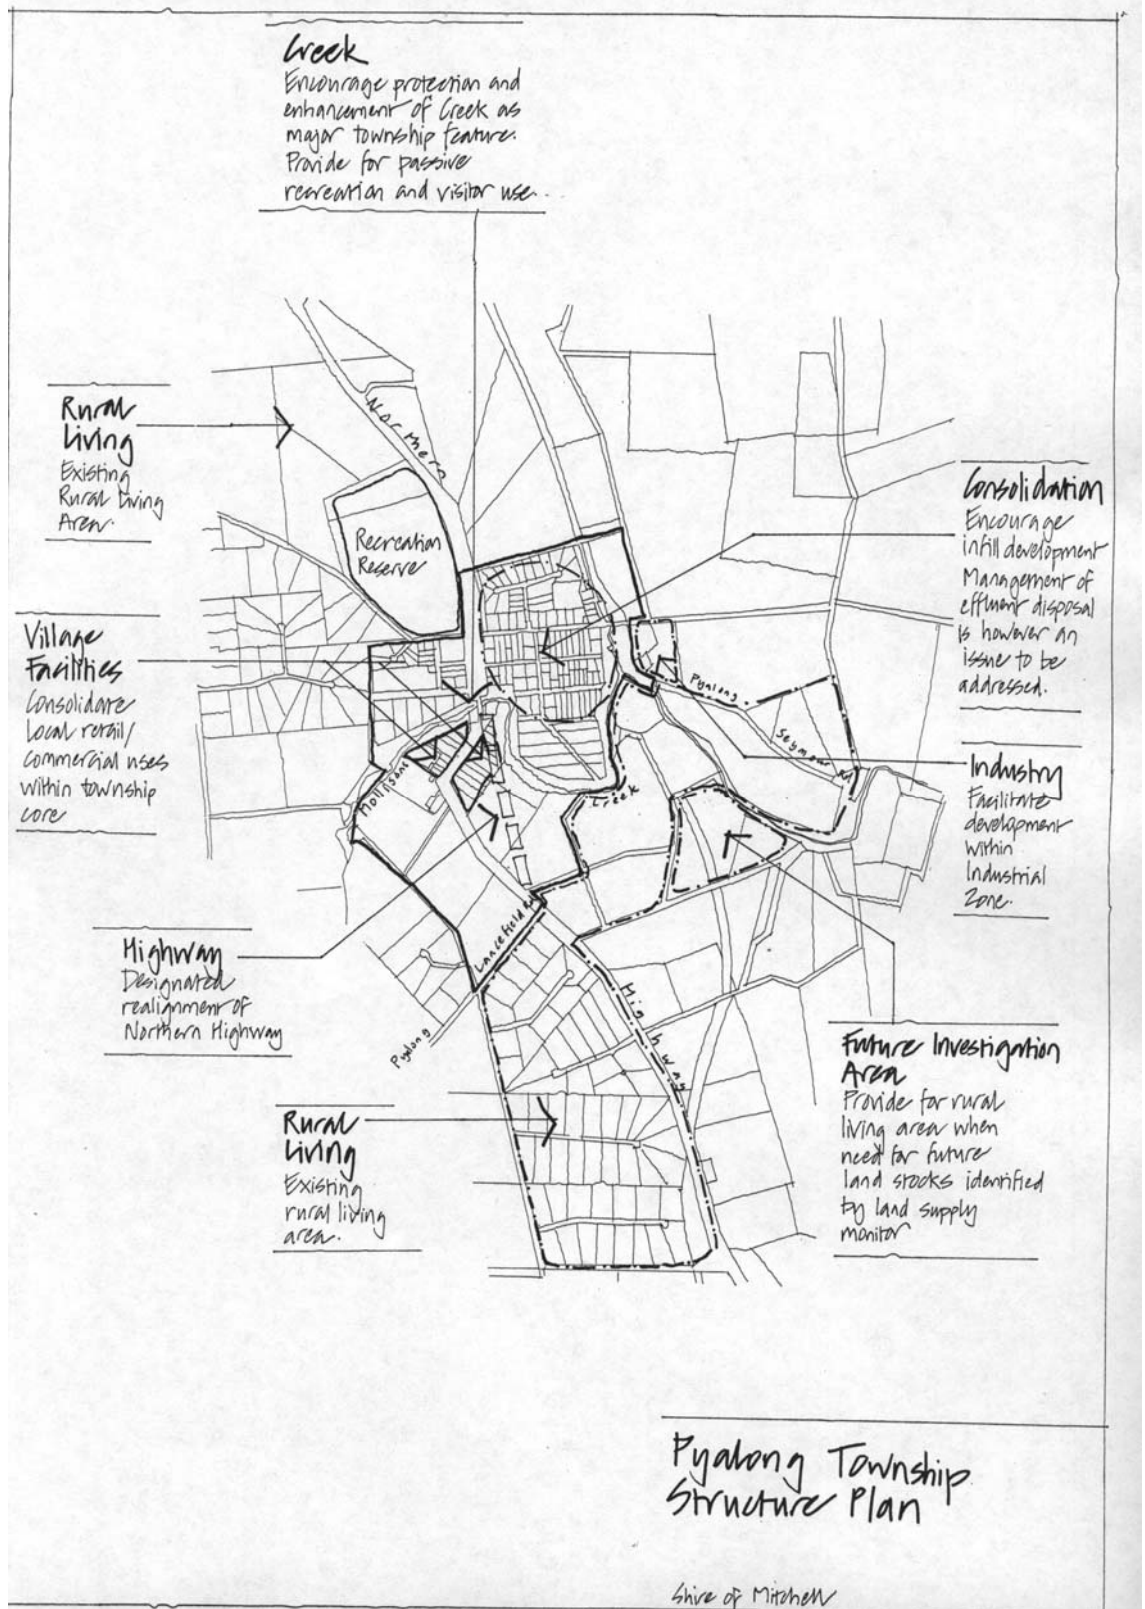 Creek
Encourage protection and
enhancement of Creek as
major township feature.
Provide for passive
recreation and visitor use.
Rural
Living
Existing
Rural Living
Area.
Northern
Recreation
Reserve
Consolidation
Encourage
infill development
Management of
effluent disposal
is however an
issue to be
addressed.
Village
Facilities
Consolidate
Local retail/
commercial uses
within township
core
Pyalong
Seymour Rd
Mollisons
Creek
Industry
Facilitate
development
within
Industrial
Zone.
Highway
Designated
realignment of
Northern Highway
Lancefield Rd
Pyalong
Highway
Future Investigation
Area
Provide for rural
living area when
need for future
land stocks identified
by land supply
monitor
Rural
Living
Existing
rural living
area.
Pyalong Township
Structure Plan
Shire of Mitchell